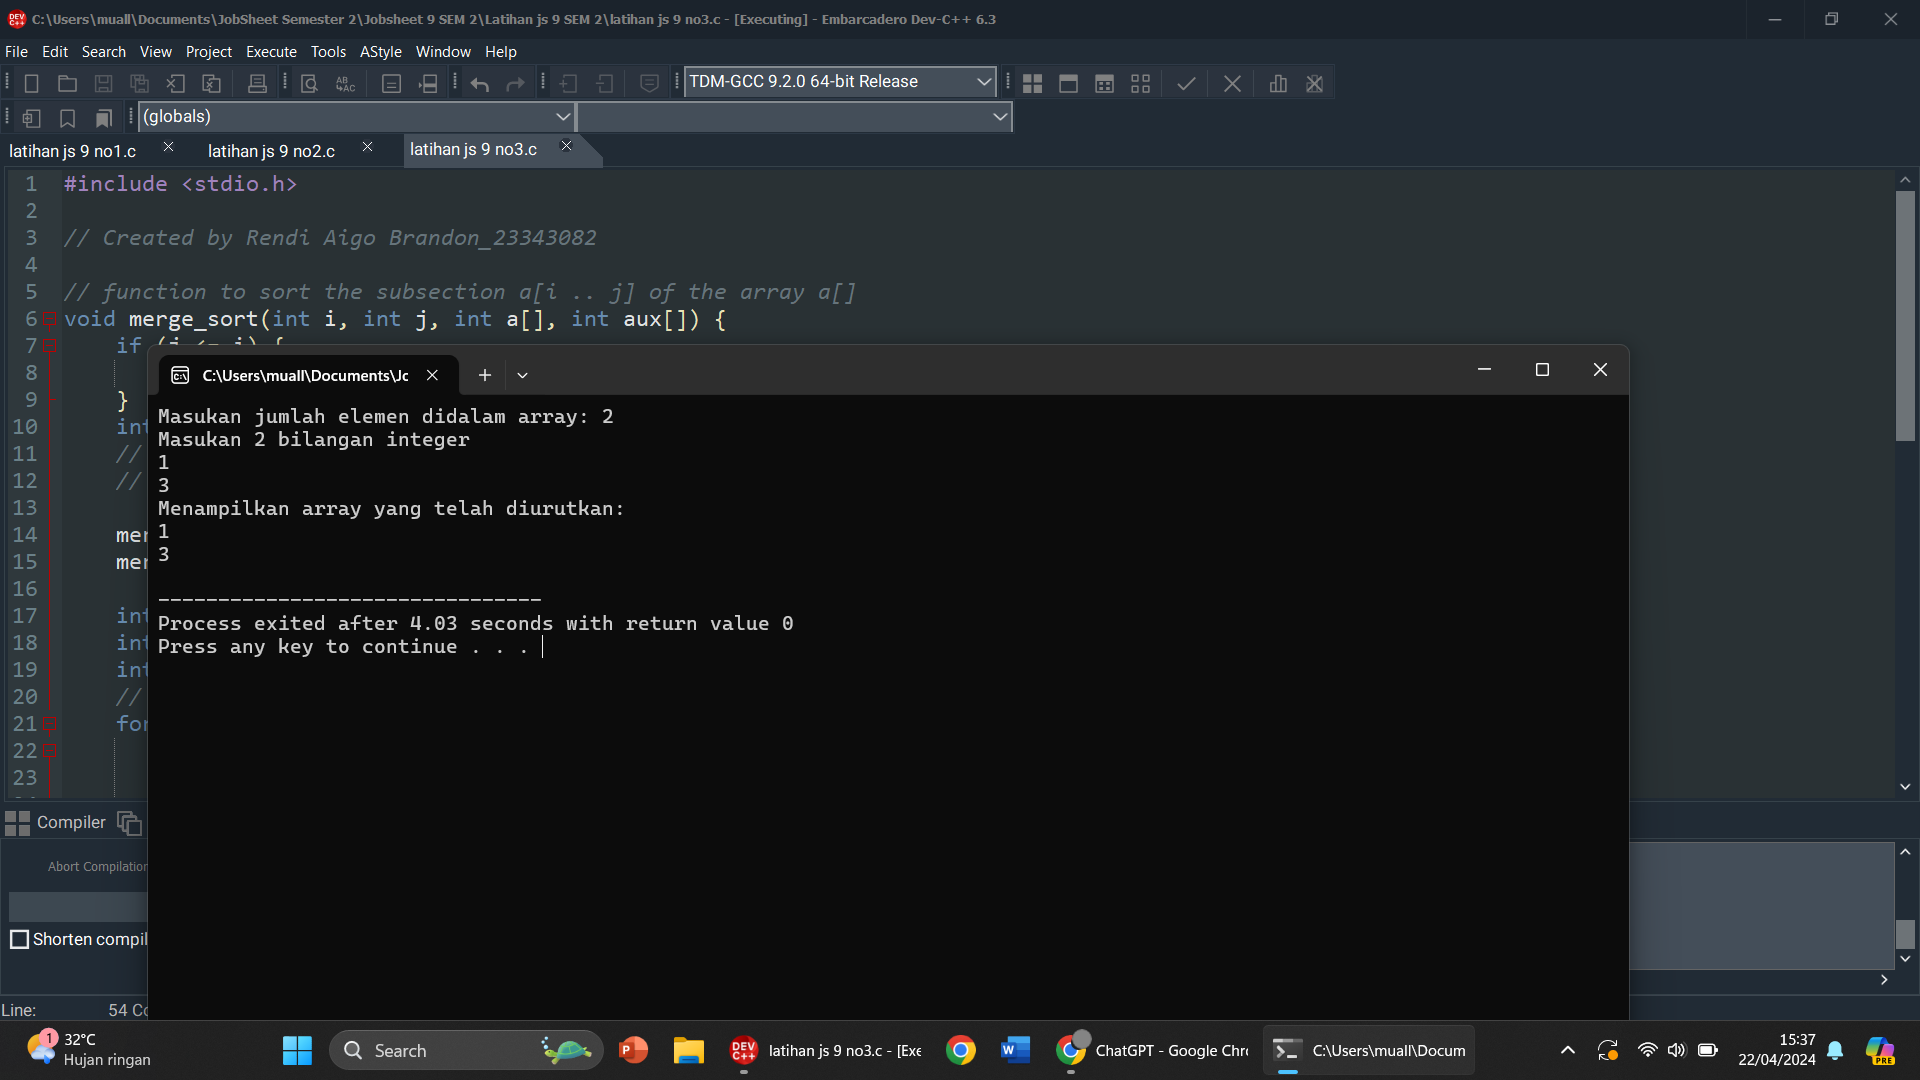 C:\Users\muall\Documents\JobSheet Semester 2\Jobsheet 9 SEM 2\Latihan js 9 SEM 2\latihan js 9 no3.c - [Executing] - Embarcadero Dev-C++ 6.3
File Edit Search View Project Execute Tools AStyle Window Help
TDM-GCC 9.2.0 64-bit Release
(globals)
latihan js 9 no1.c latihan js 9 no2.c latihan js 9 no3.c
1 #include <stdio.h>
2
3 // Created by Rendi Aigo Brandon_23343082
4
5 // function to sort the subsection a[i .. j] of the array a[]
6 void merge_sort(int i, int j, int a[], int aux[]) {
7 if (j <= i) {
8
9 }
10 int
11 //
12 //
13
14 mer
15 mer
16
17 int
18 int
19 int
20 //
21 for
22
23
C:\Users\muall\Documents\Jc
Masukan jumlah elemen didalam array: 2
Masukan 2 bilangan integer
1
3
Menampilkan array yang telah diurutkan:
1
3
--------------------------------
Process exited after 4.03 seconds with return value 0
Press any key to continue . . .
Compiler
Abort Compilation
Shorten compil
Line: 54 Co
1 32°C
Hujan ringan
Search
DEV C++ latihan js 9 no3.c - [Exe
ChatGPT - Google Chr
C:\Users\muall\Docum
15:37
22/04/2024
PRE